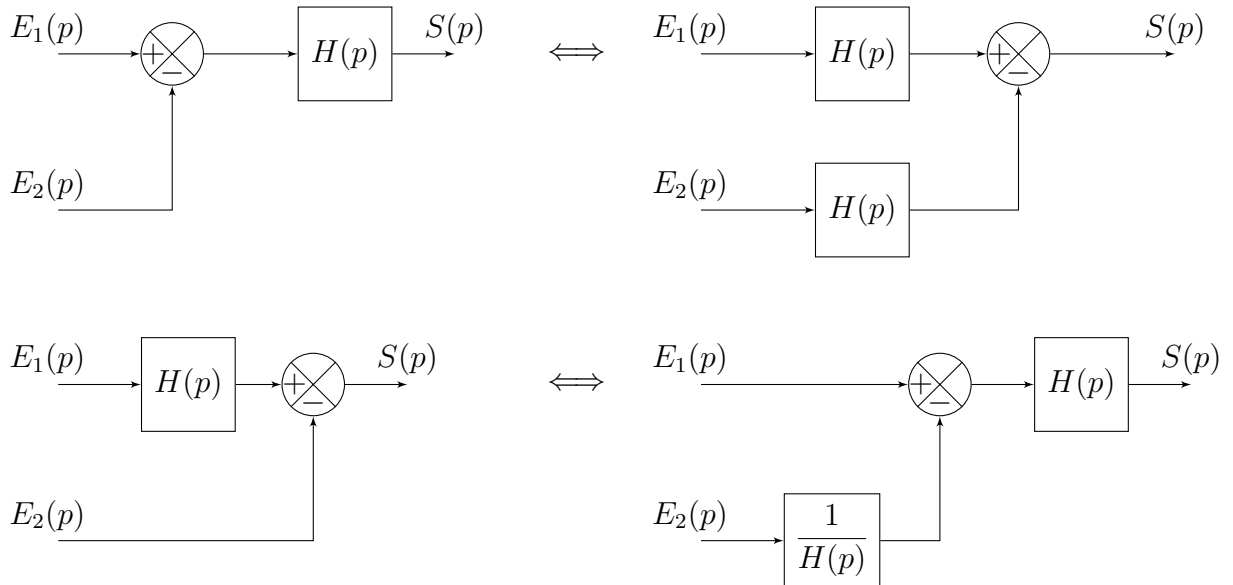 E₁(p) + − H(p) S(p) ⟺ E₁(p) H(p) + − S(p)
E₂(p) E₂(p) H(p)
E₁(p) H(p) + − S(p) ⟺ E₁(p) + − H(p) S(p)
E₂(p) E₂(p) 1
H(p)